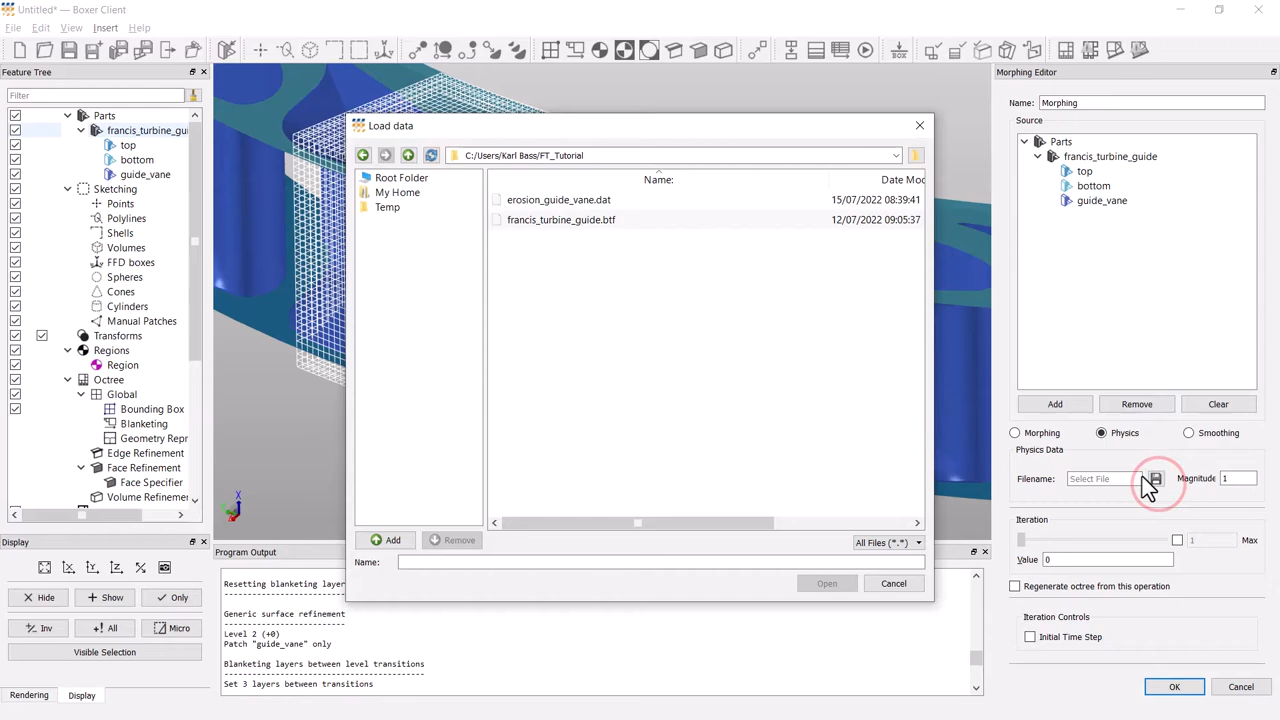 Untitled* — Boxer Client
File Edit View Insert Help
Feature Tree
Filter
Parts
francis_turbine_gu
top
bottom
guide_vane
Sketching
Points
Polylines
Shells
Volumes
FFD boxes
Spheres
Cones
Cylinders
Manual Patches
Transforms
Regions
Region
Octree
Global
Bounding Box
Blanketing
Geometry Repr
Edge Refinement
Face Refinement
Face Specifier
Volume Refineme
Display
Hide Show Only
Inv All Micro
Visible Selection
Rendering Display
Load data
C:/Users/Karl Bass/FT_Tutorial
Root Folder
My Home
Temp
Name: Date Mod
erosion_guide_vane.dat 15/07/2022 08:39:41
francis_turbine_guide.btf 12/07/2022 09:05:37
Add Remove
All Files (*.*)
Name:
Open Cancel
Program Output
Resetting blanketing laye
Generic surface refinement
Level 2 (+0)
Patch "guide_vane" only
Blanketing layers between level transitions
Set 3 layers between transitions
Morphing Editor
Name: Morphing
Source
Parts
francis_turbine_guide
top
bottom
guide_vane
Add Remove Clear
Morphing Physics Smoothing
Physics Data
Filename: Select File Magnitude 1
Iteration
1 Max
Value 0
Regenerate octree from this operation
Iteration Controls
Initial Time Step
OK Cancel